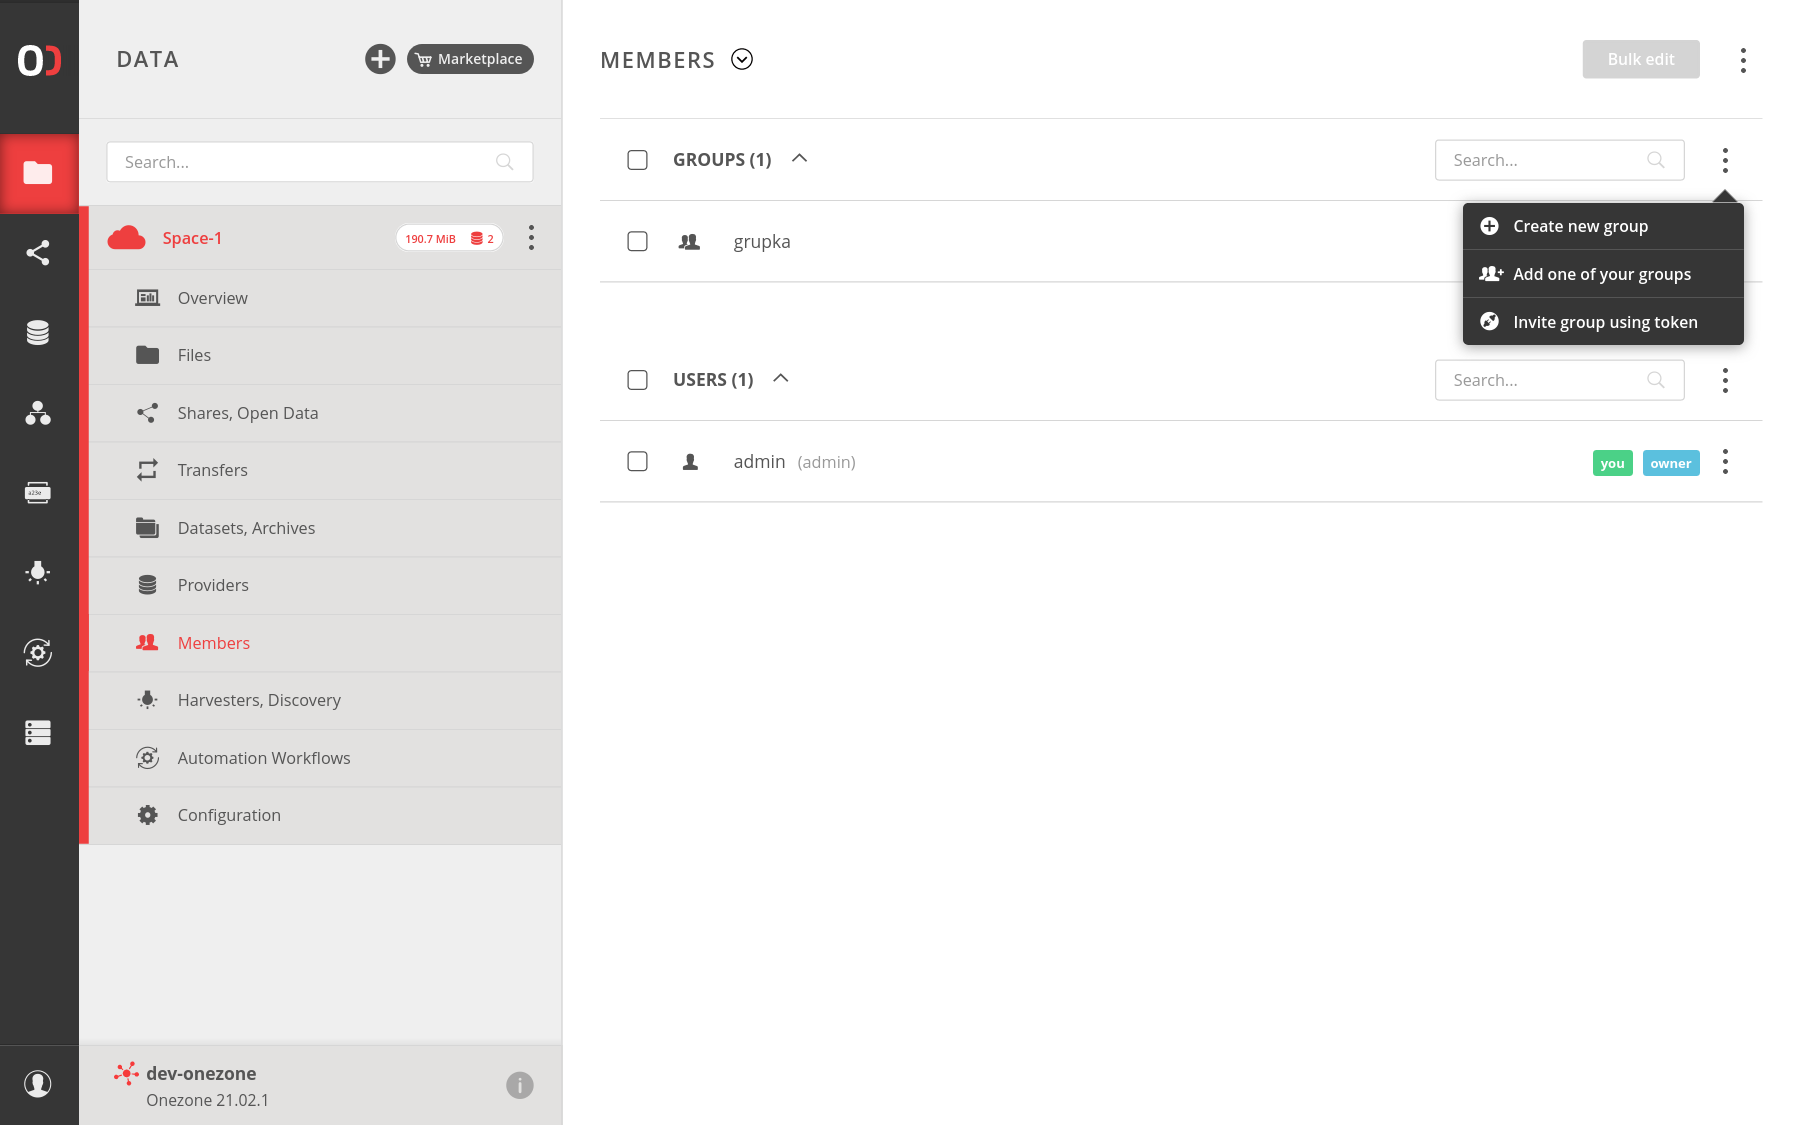 DATA
Marketplace
Search...
Space-1
190.7 MiB 2
Overview
Files
Shares, Open Data
Transfers
Datasets, Archives
Providers
Members
Harvesters, Discovery
Automation Workflows
Configuration
dev-onezone
Onezone 21.02.1
MEMBERS
Bulk edit
GROUPS (1)
Search...
grupka
Create new group
Add one of your groups
Invite group using token
USERS (1)
Search...
admin (admin)
you owner